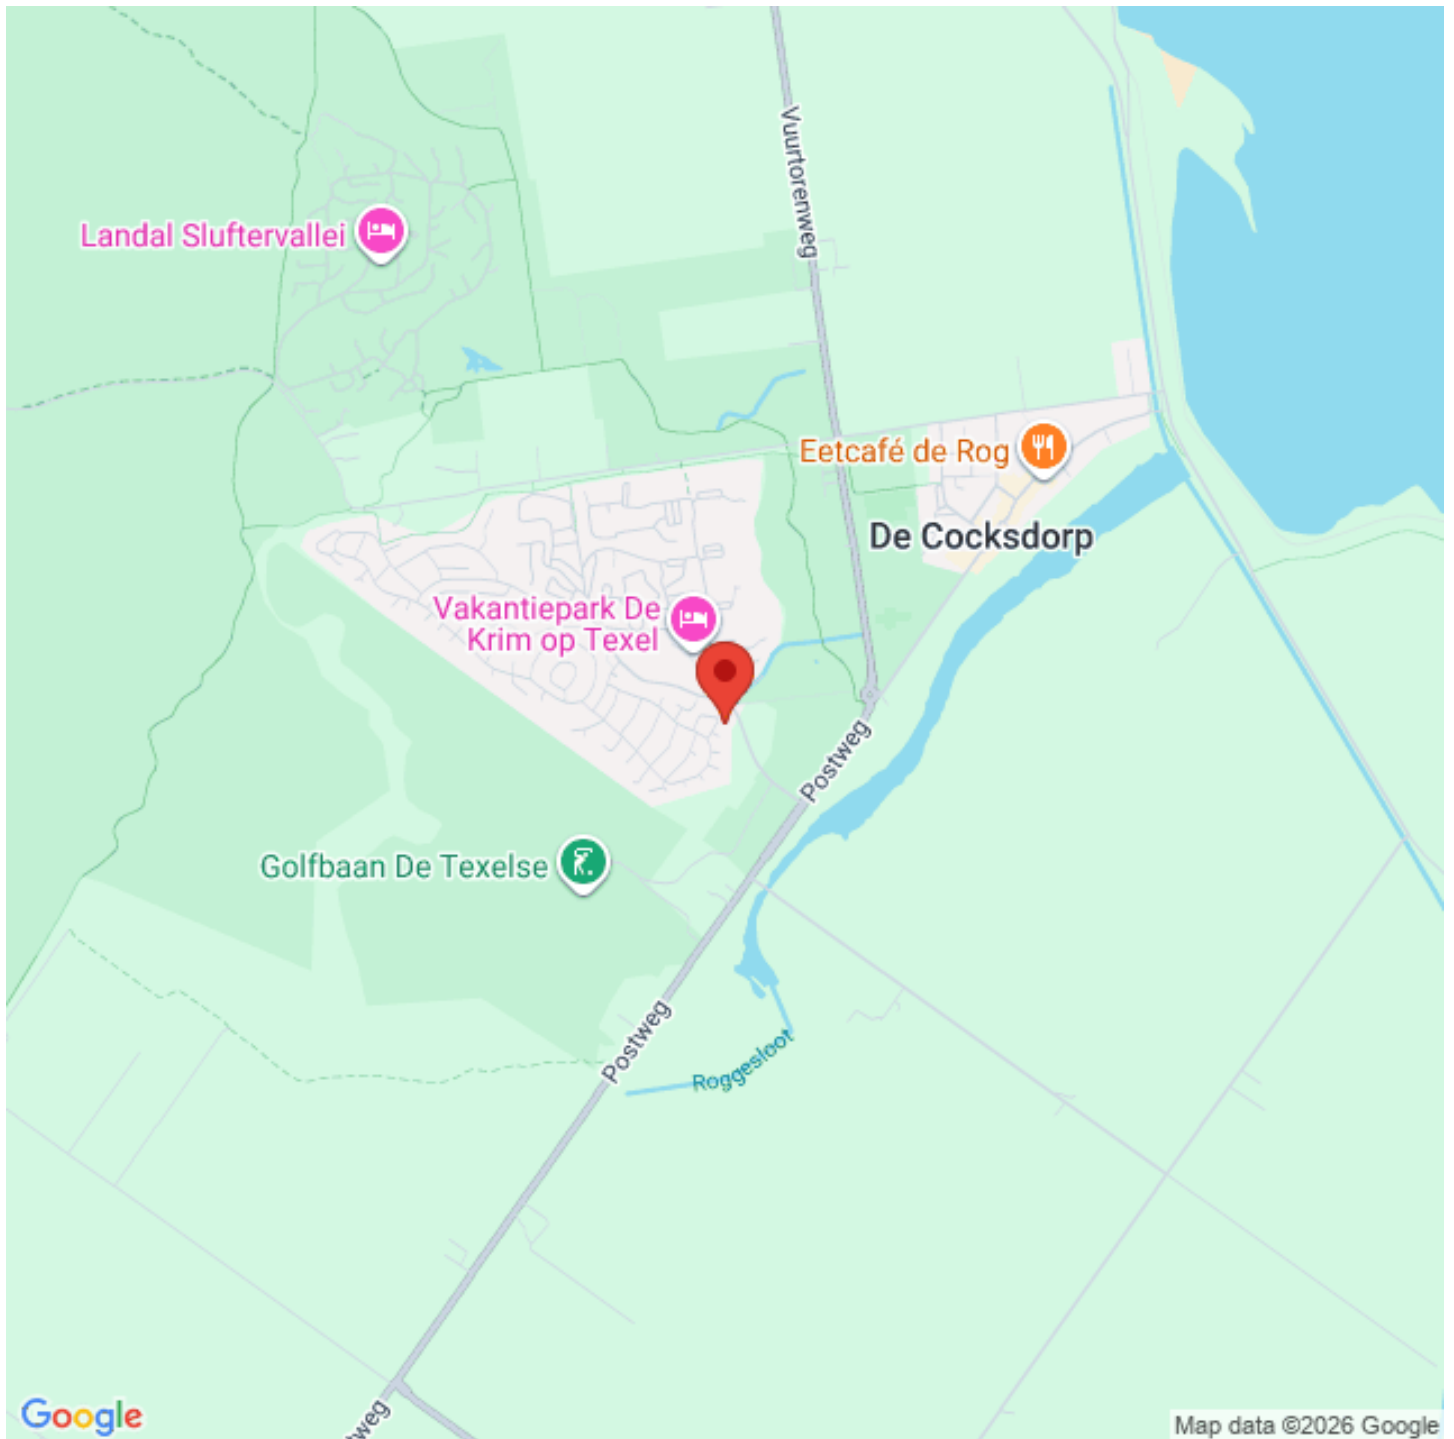 Vuurtorenweg
Landal Sluftervallei
Eetcafé de Rog
De Cocksdorp
Vakantiepark De
Krim op Texel
Postweg
Golfbaan De Texelse
Postweg
Roggesloot
Google
tweg
Map data ©2026 Google